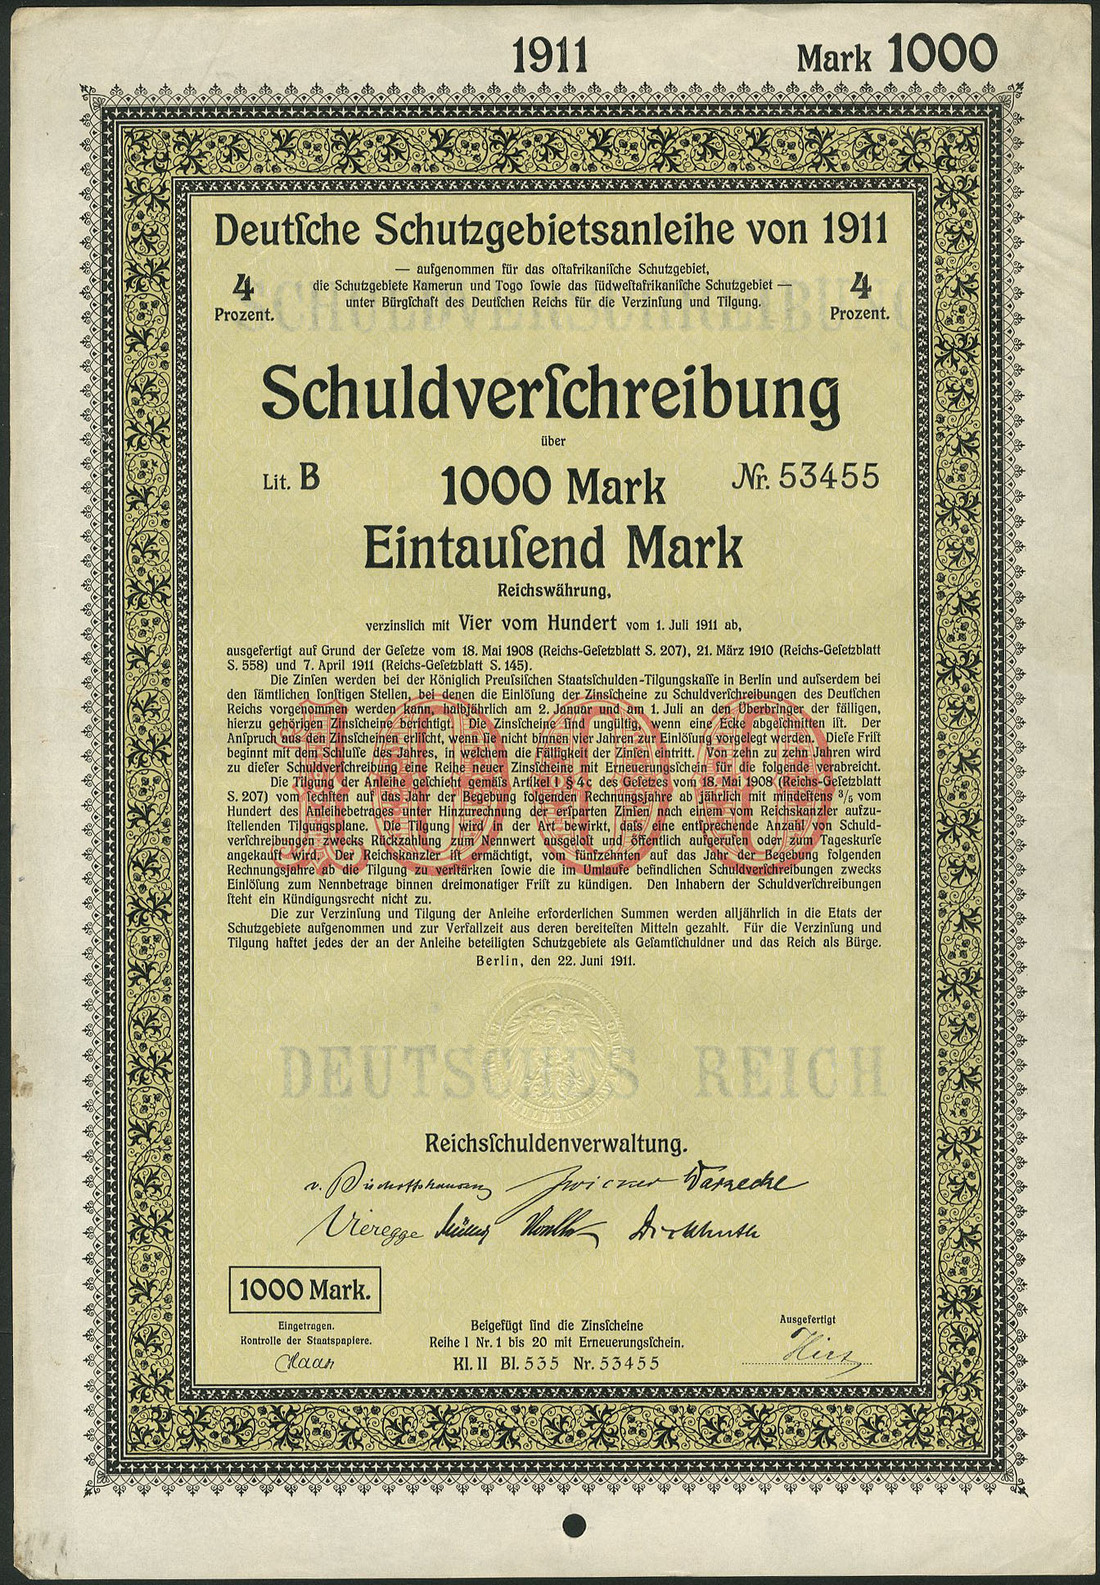 1911
Mark 1000
Deutſche Schutzgebietsanleihe von 1911
4 Prozent.
— aufgenommen für das oſtafrikaniſche Schutzgebiet,
die Schutzgebiete Kamerun und Togo ſowie das ſüdweſtafrikaniſche Schutzgebiet —
unter Bürgſchaft des Deutſchen Reichs für die Verzinſung und Tilgung.
4 Prozent.
SCHULDVERSCHREIBUNG
Schuldverſchreibung
über
Lit. B
1000 Mark
Nr. 53455
Eintauſend Mark
Reichswährung,
verzinslich mit Vier vom Hundert vom 1. Juli 1911 ab,
ausgefertigt auf Grund der Geſetze vom 18. Mai 1908 (Reichs-Geſetzblatt S. 207), 21. März 1910 (Reichs-Geſetzblatt
S. 558) und 7. April 1911 (Reichs-Geſetzblatt S. 145).
Die Zinſen werden bei der Königlich Preuſsiſchen Staatsſchulden-Tilgungskaſſe in Berlin und auſserdem bei
den ſämtlichen ſonſtigen Stellen, bei denen die Einlöſung der Zinsſcheine zu Schuldverſchreibungen des Deutſchen
Reichs vorgenommen werden kann, halbjährlich am 2. Januar und am 1. Juli an den Überbringer der fälligen,
hierzu gehörigen Zinsſcheine berichtigt. Die Zinsſcheine ſind ungültig, wenn eine Ecke abgeſchnitten iſt. Der
Anſpruch aus den Zinsſcheinen erliſcht, wenn ſie nicht binnen vier Jahren zur Einlöſung vorgelegt werden. Dieſe Friſt
beginnt mit dem Schluſſe des Jahres, in welchem die Fälligkeit der Zinſen eintritt. Von zehn zu zehn Jahren wird
zu dieſer Schuldverſchreibung eine Reihe neuer Zinsſcheine mit Erneuerungsſchein für die folgende verabreicht.
Die Tilgung der Anleihe geſchieht gemäſs Artikel I § 4 c des Geſetzes vom 18. Mai 1908 (Reichs-Geſetzblatt
S. 207) vom ſechſten auf das Jahr der Begebung folgenden Rechnungsjahre ab jährlich mit mindeſtens ³/₅ vom
Hundert des Anleihebetrages unter Hinzurechnung der erſparten Zinſen nach einem vom Reichskanzler aufzu-
ſtellenden Tilgungsplane. Die Tilgung wird in der Art bewirkt, daſs eine entſprechende Anzahl von Schuld-
verſchreibungen zwecks Rückzahlung zum Nennwert ausgeloſt und öffentlich aufgerufen oder zum Tageskurſe
angekauft wird. Der Reichskanzler iſt ermächtigt, vom fünfzehnten auf das Jahr der Begebung folgenden
Rechnungsjahre ab die Tilgung zu verſtärken ſowie die im Umlaufe befindlichen Schuldverſchreibungen zwecks
Einlöſung zum Nennbetrage binnen dreimonatiger Friſt zu kündigen. Den Inhabern der Schuldverſchreibungen
ſteht ein Kündigungsrecht nicht zu.
Die zur Verzinſung und Tilgung der Anleihe erforderlichen Summen werden alljährlich in die Etats der
Schutzgebiete aufgenommen und zur Verfallzeit aus deren bereiteſten Mitteln gezahlt. Für die Verzinſung und
Tilgung haftet jedes der an der Anleihe beteiligten Schutzgebiete als Geſamtſchuldner und das Reich als Bürge.
Berlin, den 22. Juni 1911.
1000
DEUTSCHES REICH
Reichsſchuldenverwaltung.
v. Bischoffshausen Zwicker Warnecke
Vieregge Müller Dickhuth
1000 Mark.
Eingetragen.
Kontrolle der Staatspapiere.
Haan
Beigefügt ſind die Zinsſcheine
Reihe I Nr. 1 bis 20 mit Erneuerungsſchein.
Kl. II Bl. 535 Nr. 53455
Ausgefertigt